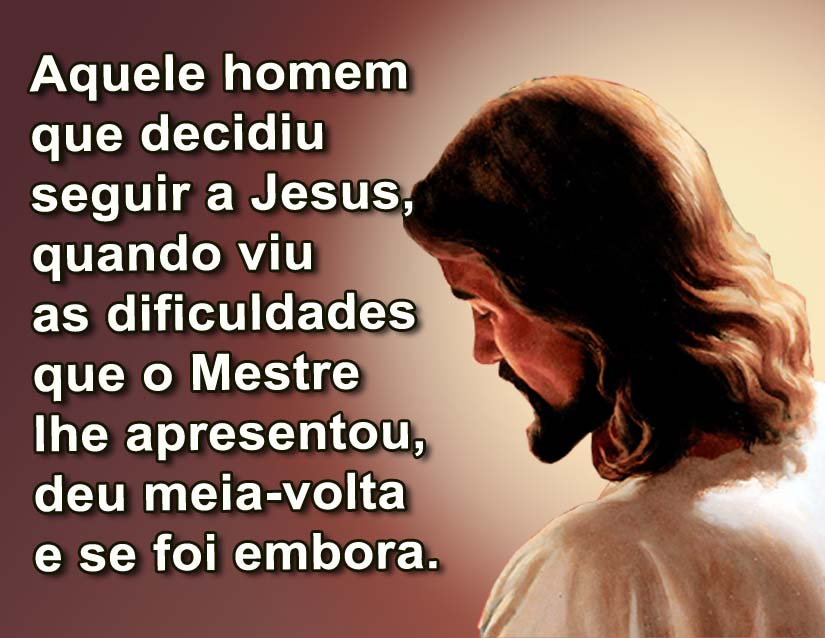 Aquele homem
que decidiu
seguir a Jesus,
quando viu
as dificuldades
que o Mestre
lhe apresentou,
deu meia-volta
e se foi embora.